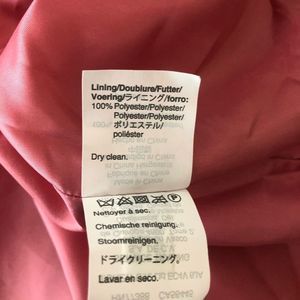 Lining/Doublure/Futter/
Voering/ライニング/forro:
100% Polyester/Polyester/
Polyester/Polyester/
ポリエステル/
poliéster
Dry clean.
Nettoyer à sec.
Chemische reinigung.
Stoomreinigen.
ドライクリーニング。
Lavar en seco.